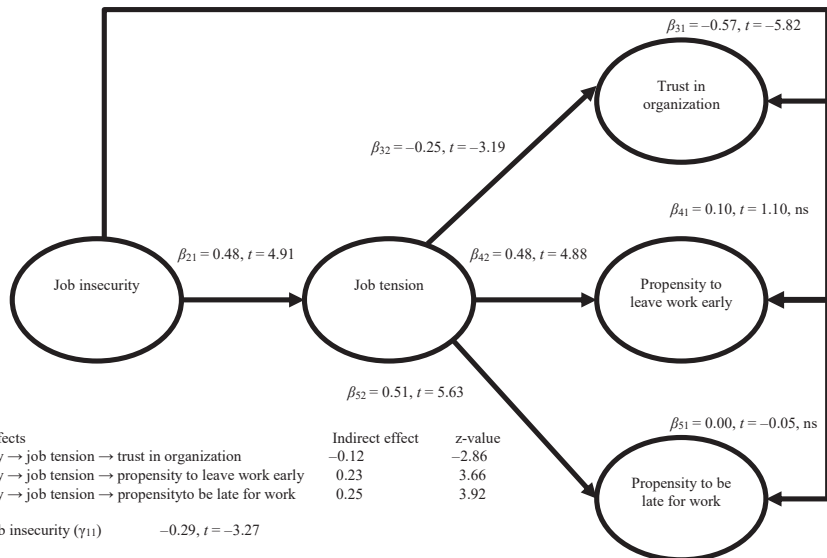 β31 = –0.57, t = –5.82
Trust in
organization
β32 = –0.25, t = –3.19
β41 = 0.10, t = 1.10, ns
β21 = 0.48, t = 4.91
β42 = 0.48, t = 4.88
Job insecurity
Job tension
Propensity to
leave work early
β52 = 0.51, t = 5.63
β51 = 0.00, t = –0.05, ns
Indirect effect z-value
→ job tension → trust in organization –0.12 –2.86
→ job tension → propensity to leave work early 0.23 3.66
→ job tension → propensityto be late for work 0.25 3.92
Propensity to be
late for work
insecurity (γ11) –0.29, t = –3.27